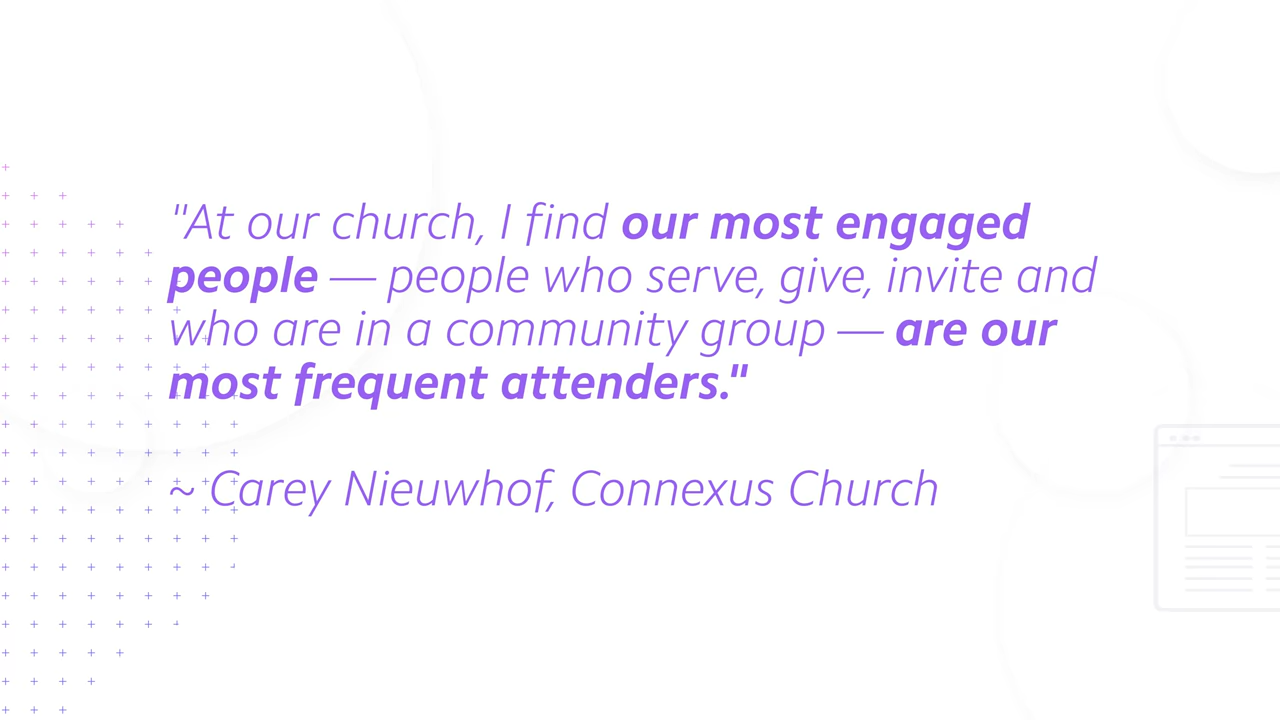 "At our church, I find our most engaged
people — people who serve, give, invite and
who are in a community group — are our
most frequent attenders."
~ Carey Nieuwhof, Connexus Church